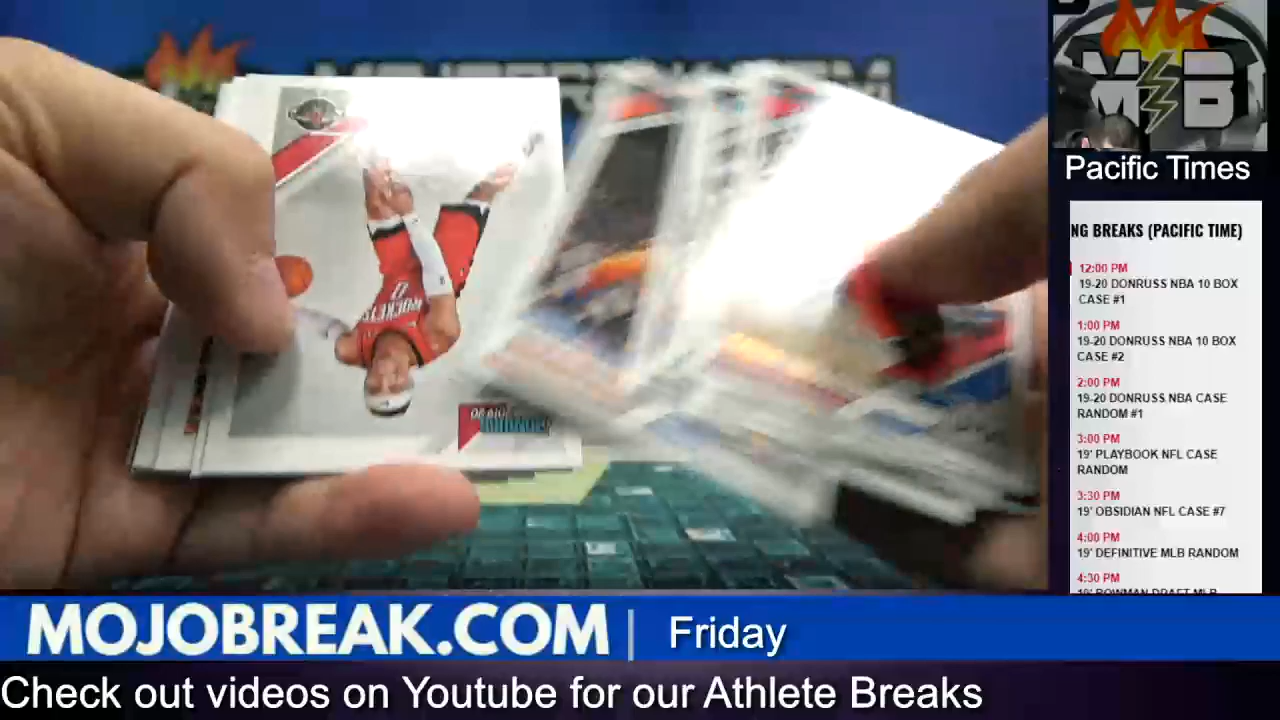 M B
Pacific Times
NG BREAKS (PACIFIC TIME)
12:00 PM
19-20 DONRUSS NBA 10 BOX
CASE #1
1:00 PM
19-20 DONRUSS NBA 10 BOX
CASE #2
2:00 PM
19-20 DONRUSS NBA CASE
RANDOM #1
3:00 PM
19' PLAYBOOK NFL CASE
RANDOM
3:30 PM
19' OBSIDIAN NFL CASE #7
4:00 PM
19' DEFINITIVE MLB RANDOM
4:30 PM
ROCKETS
0
MOJOBREAK.COM | Friday
Check out videos on Youtube for our Athlete Breaks